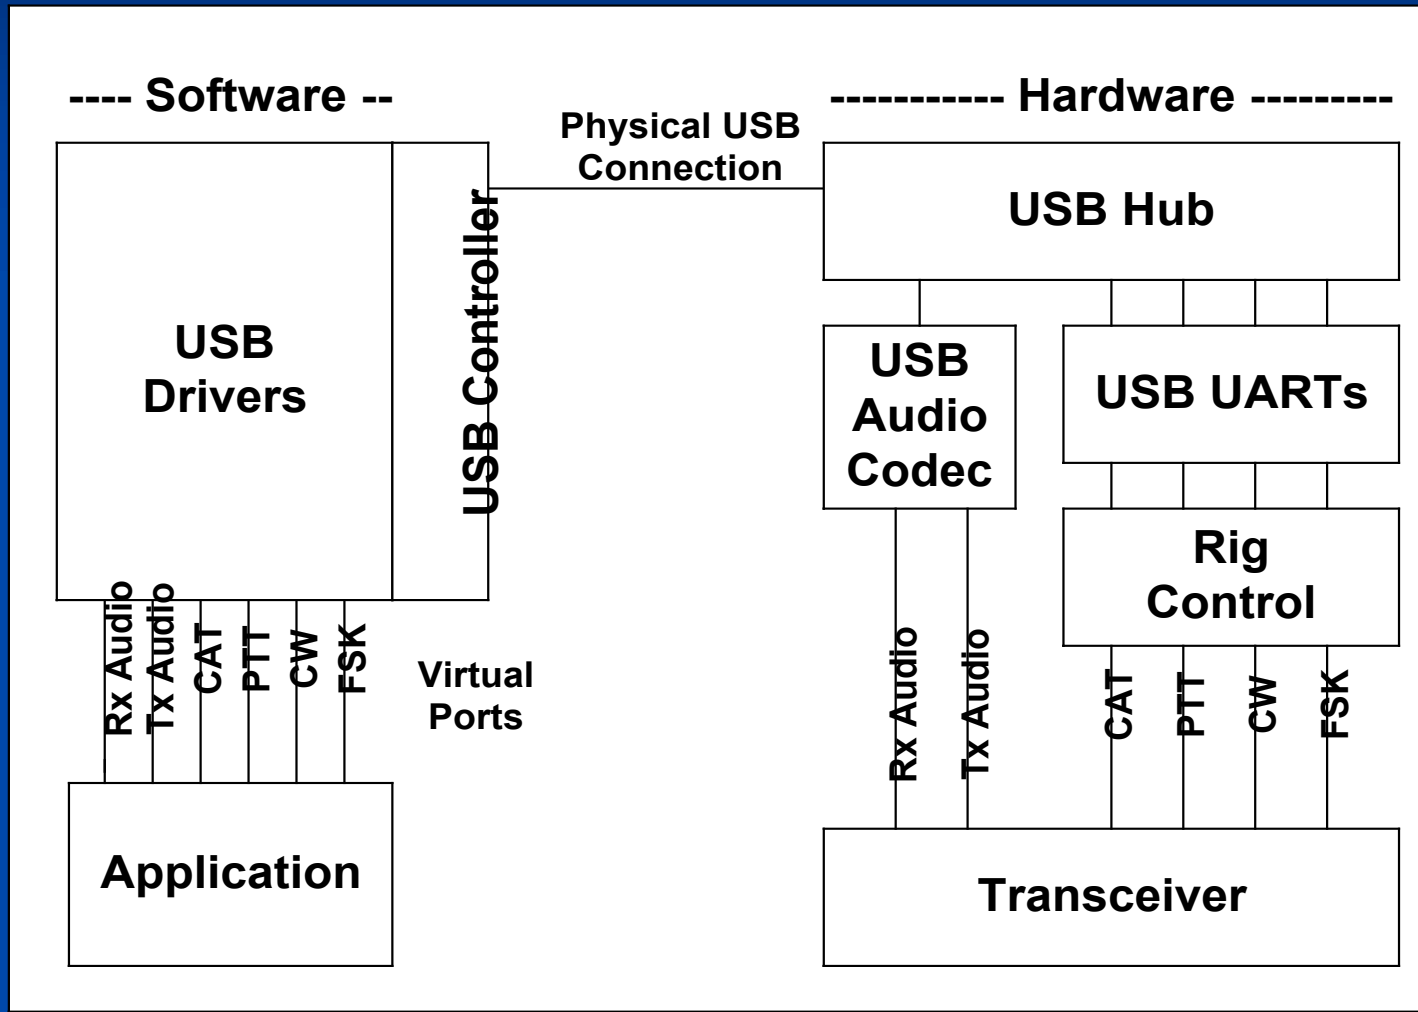 ---- Software --
----------- Hardware ---------
Physical USB
Connection
USB Controller
USB Hub
USB
Drivers
USB
Audio
Codec
USB UARTs
Rig
Control
Rx Audio
Tx Audio
CAT
PTT
CW
FSK
Virtual
Ports
Rx Audio
Tx Audio
CAT
PTT
CW
FSK
Application
Transceiver